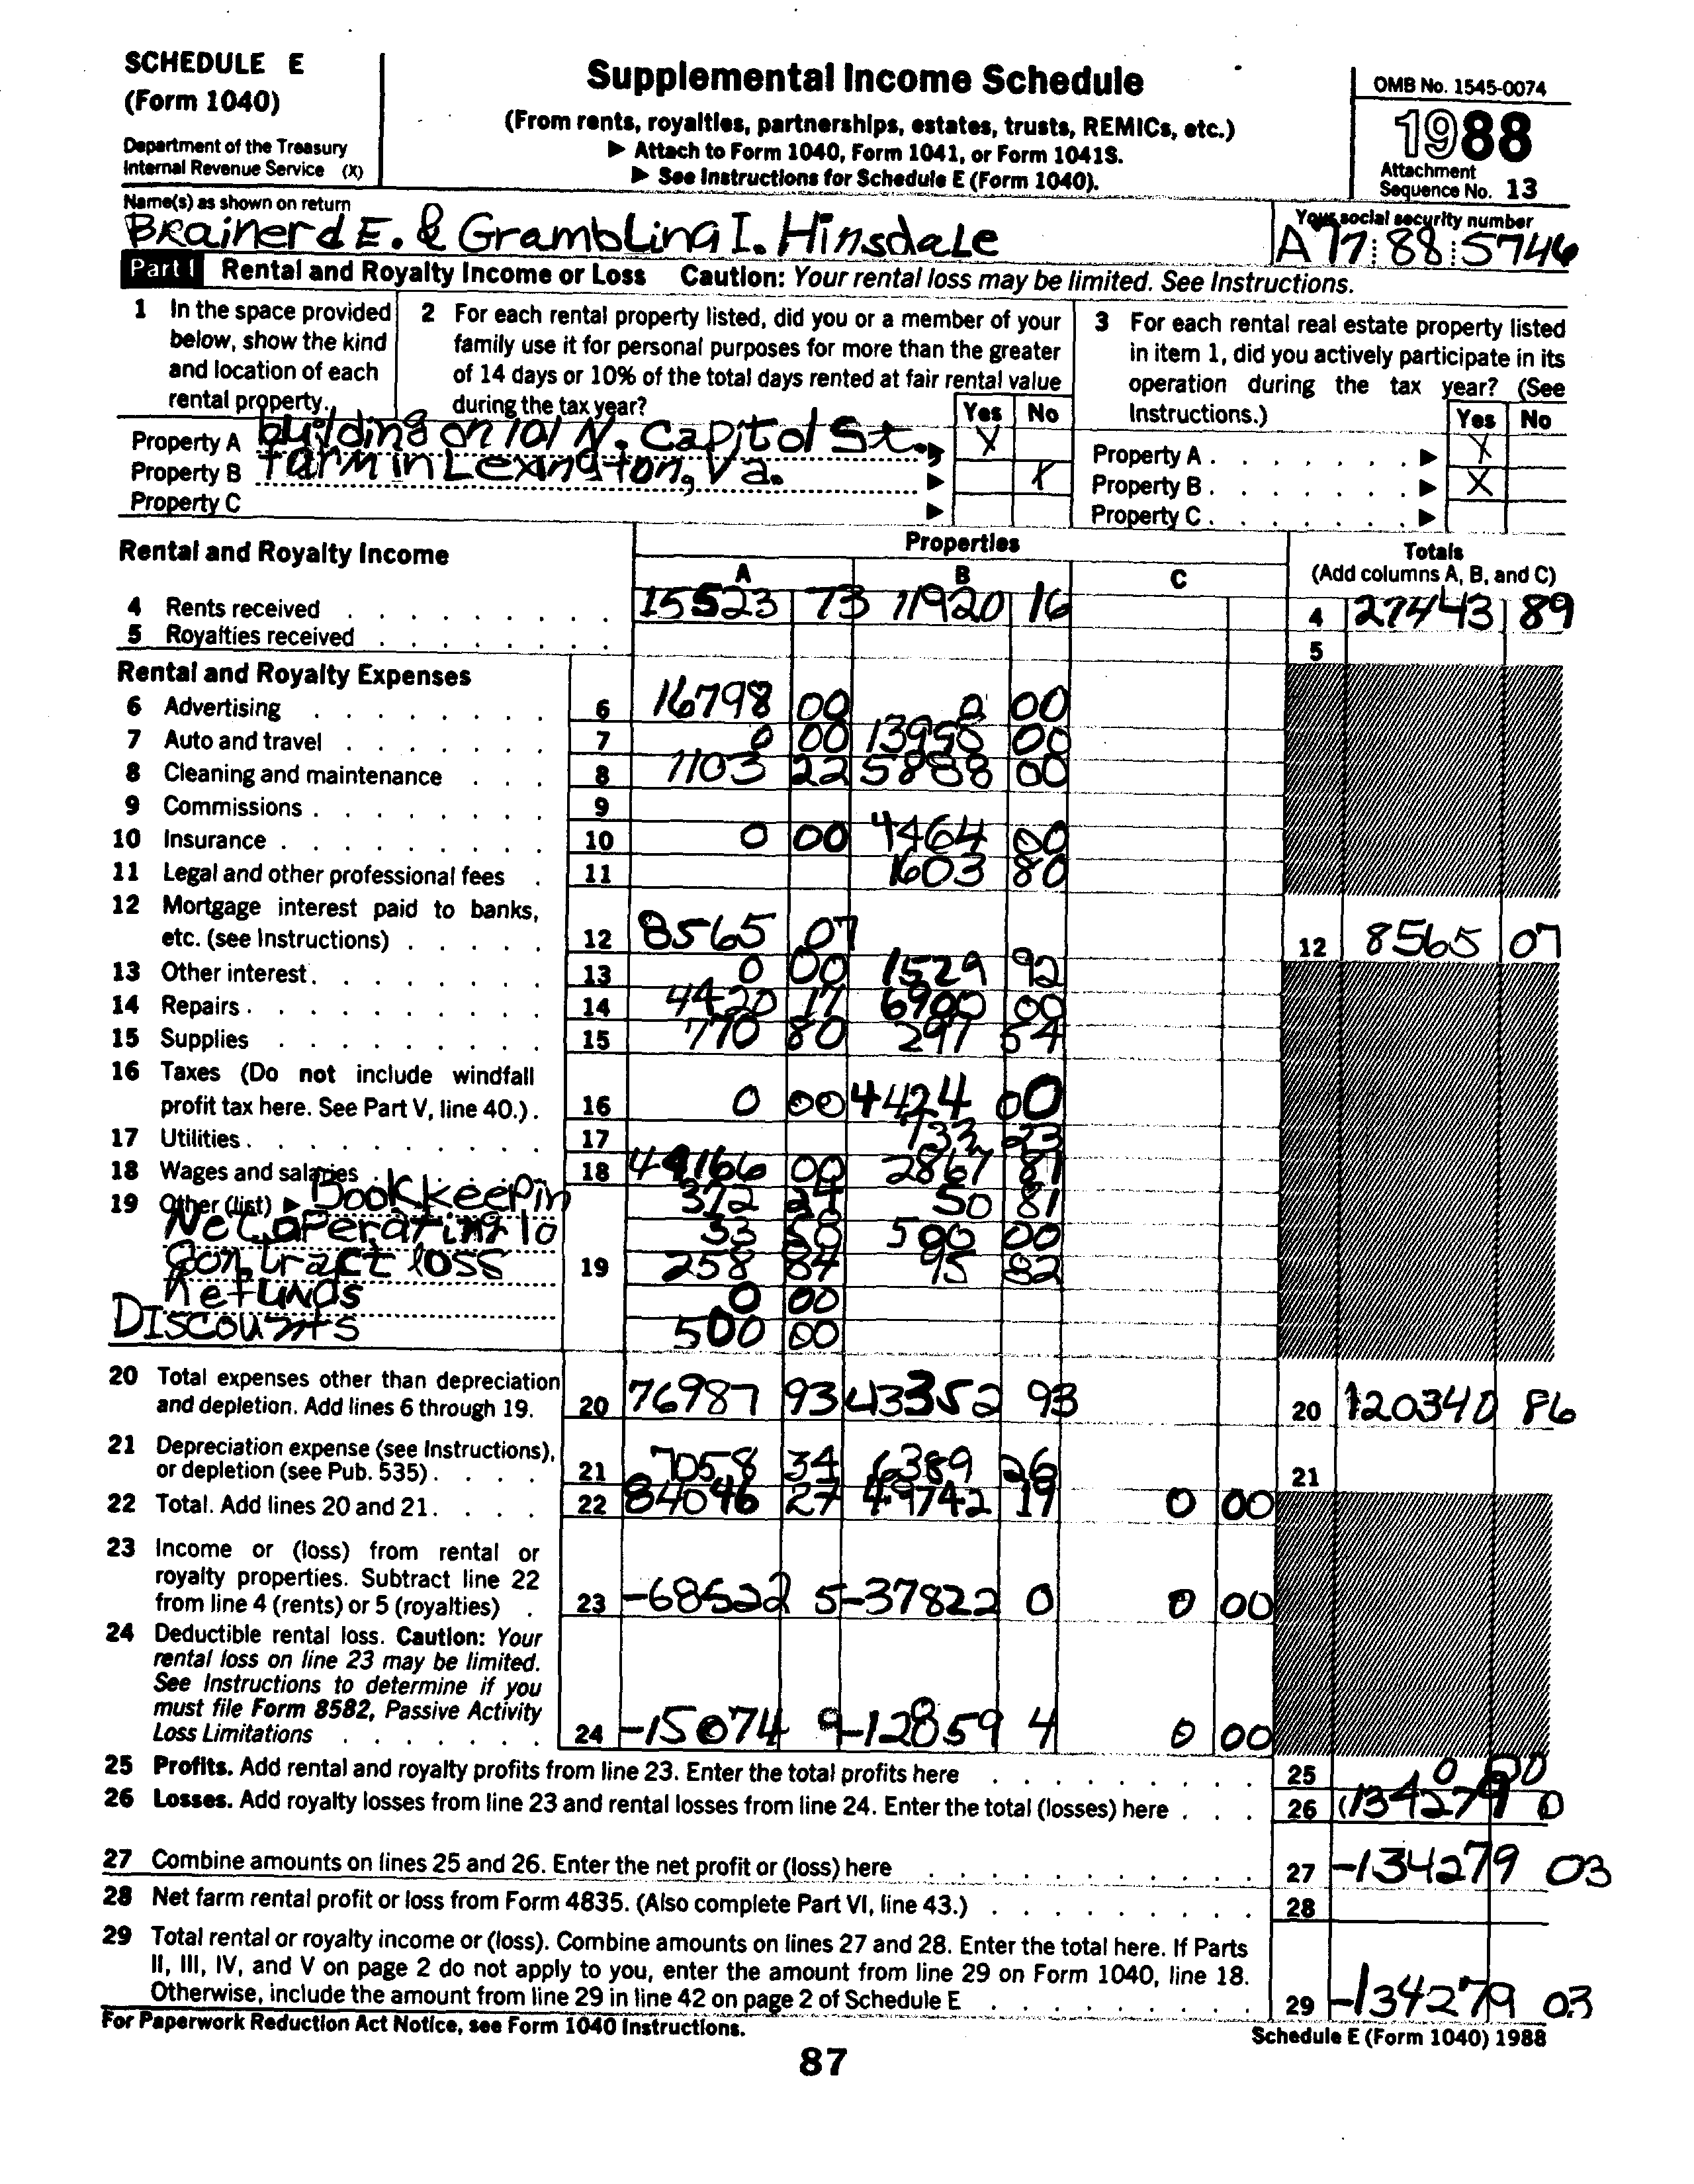 SCHEDULE E
(Form 1040)
Department of the Treasury
Internal Revenue Service (X)
Supplemental Income Schedule
(From rents, royalties, partnerships, estates, trusts, REMICs, etc.)
▶ Attach to Form 1040, Form 1041, or Form 1041S.
▶ See Instructions for Schedule E (Form 1040).
OMB No. 1545-0074
1988
Attachment
Sequence No. 13
Name(s) as shown on return
Brainerd E. & Grambling I. Hinsdale
Your social security number
A77 88 5746
Part I Rental and Royalty Income or Loss Caution: Your rental loss may be limited. See Instructions.
1 In the space provided
below, show the kind
and location of each
rental property.
2 For each rental property listed, did you or a member of your
family use it for personal purposes for more than the greater
of 14 days or 10% of the total days rented at fair rental value
during the tax year?
Yes No
3 For each rental real estate property listed
in item 1, did you actively participate in its
operation during the tax year? (See
Instructions.)
Yes No
Property A building on 101 N. Capitol St., ▶ X
Property B farm in Lexington, Va. ▶ X
Property C ▶
Property A . . . . . . . ▶ X
Property B . . . . . . . ▶ X
Property C . . . . . . . ▶
Rental and Royalty Income
Properties
A B C
Totals
(Add columns A, B, and C)
4 Rents received 15523 73 11920 16 4 27443 89
5 Royalties received 5
Rental and Royalty Expenses
6 Advertising 6 16798 00 0 00
7 Auto and travel 7 0 00 13998 00
8 Cleaning and maintenance 8 1103 22 5888 00
9 Commissions 9
10 Insurance 10 0 00 4464 00
11 Legal and other professional fees 11 1603 80
12 Mortgage interest paid to banks,
etc. (see Instructions) 12 8565 07 12 8565 07
13 Other interest 13 0 00 1529 92
14 Repairs 14 4420 17 6900 00
15 Supplies 15 770 80 297 54
16 Taxes (Do not include windfall
profit tax here. See Part V, line 40.) 16 0 00 4424 00
17 Utilities 17 733 23
18 Wages and salaries 18 44166 00 2867 81
19 Other (list) ▶ Bookkeepin 372 50 81
Net operating lo 33 58 500 00
Contract loss 19 258 84 95 82
Refunds 0 00
Discounts 500 00
20 Total expenses other than depreciation
and depletion. Add lines 6 through 19. 20 76987 93 43352 93 20 120340 86
21 Depreciation expense (see Instructions),
or depletion (see Pub. 535) 21 7058 34 6389 26 21
22 Total. Add lines 20 and 21 22 84046 27 49742 19 0 00
23 Income or (loss) from rental or
royalty properties. Subtract line 22
from line 4 (rents) or 5 (royalties) 23 -68522 5 -37822 0 0 00
24 Deductible rental loss. Caution: Your
rental loss on line 23 may be limited.
See Instructions to determine if you
must file Form 8582, Passive Activity
Loss Limitations 24 -15074 9 -12859 4 0 00
25 Profits. Add rental and royalty profits from line 23. Enter the total profits here 25 0 00
26 Losses. Add royalty losses from line 23 and rental losses from line 24. Enter the total (losses) here 26 (134279 0
27 Combine amounts on lines 25 and 26. Enter the net profit or (loss) here 27 -134279 03
28 Net farm rental profit or loss from Form 4835. (Also complete Part VI, line 43.) 28
29 Total rental or royalty income or (loss). Combine amounts on lines 27 and 28. Enter the total here. If Parts
II, III, IV, and V on page 2 do not apply to you, enter the amount from line 29 on Form 1040, line 18.
Otherwise, include the amount from line 29 in line 42 on page 2 of Schedule E 29 -134279 03
For Paperwork Reduction Act Notice, see Form 1040 Instructions.
Schedule E (Form 1040) 1988
87